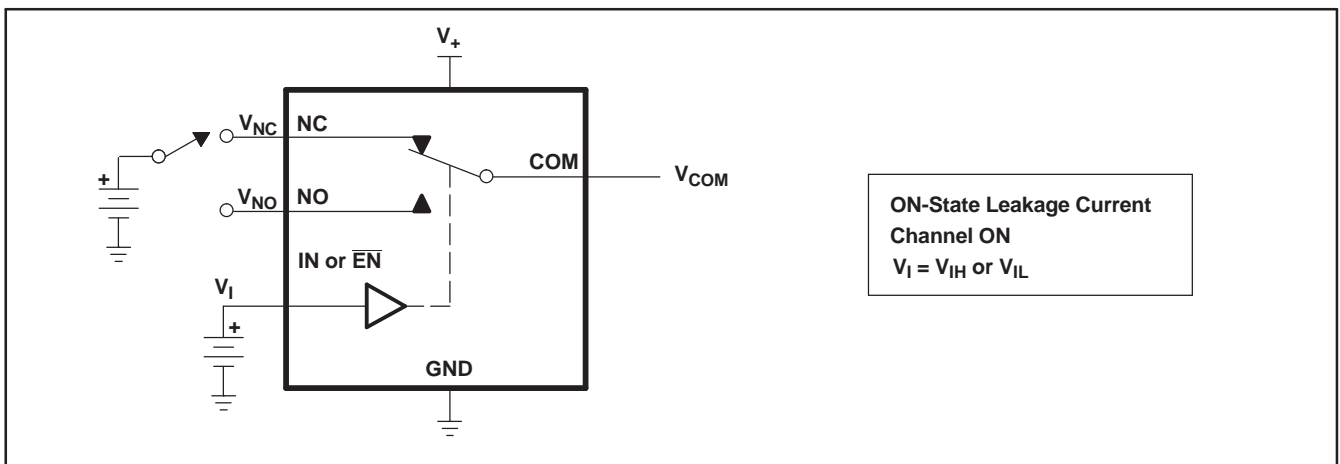 V+
VNC NC
COM
VCOM
+
VNO NO
IN or E̅N̅
VI
+
GND
ON-State Leakage Current
Channel ON
VI = VIH or VIL